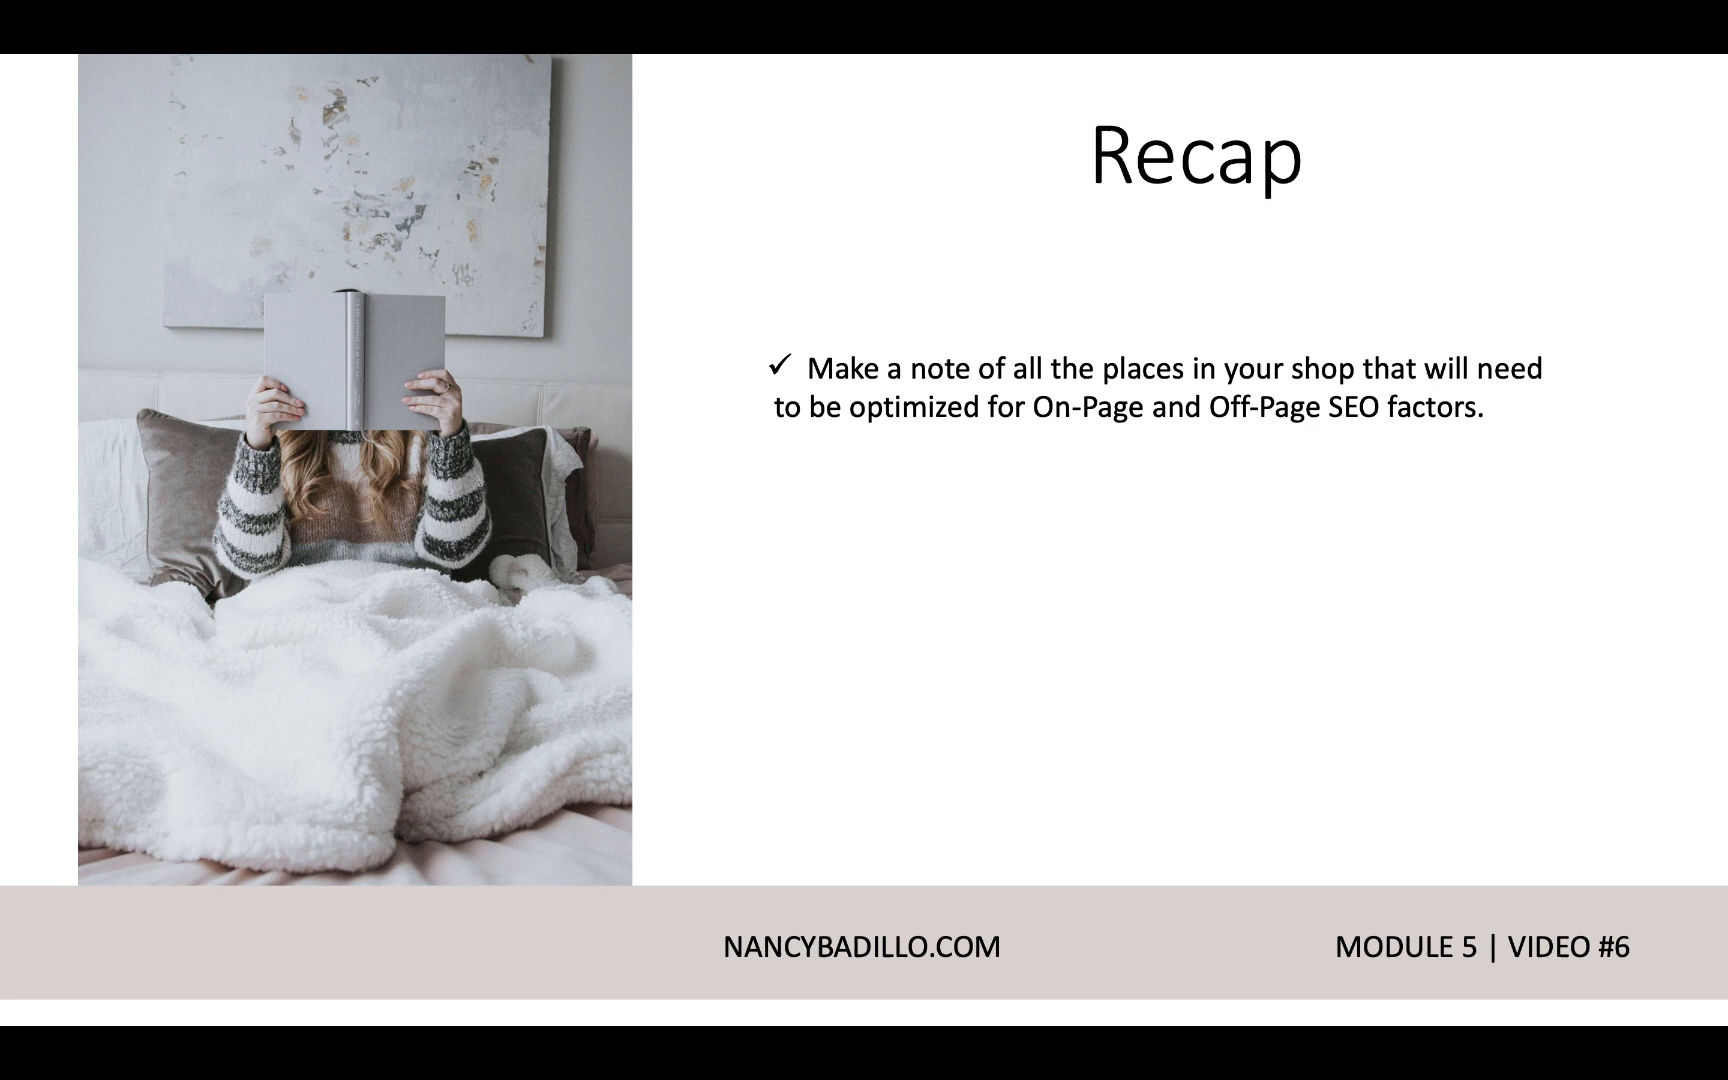 Recap
✓ Make a note of all the places in your shop that will need
to be optimized for On-Page and Off-Page SEO factors.
NANCYBADILLO.COM
MODULE 5 | VIDEO #6